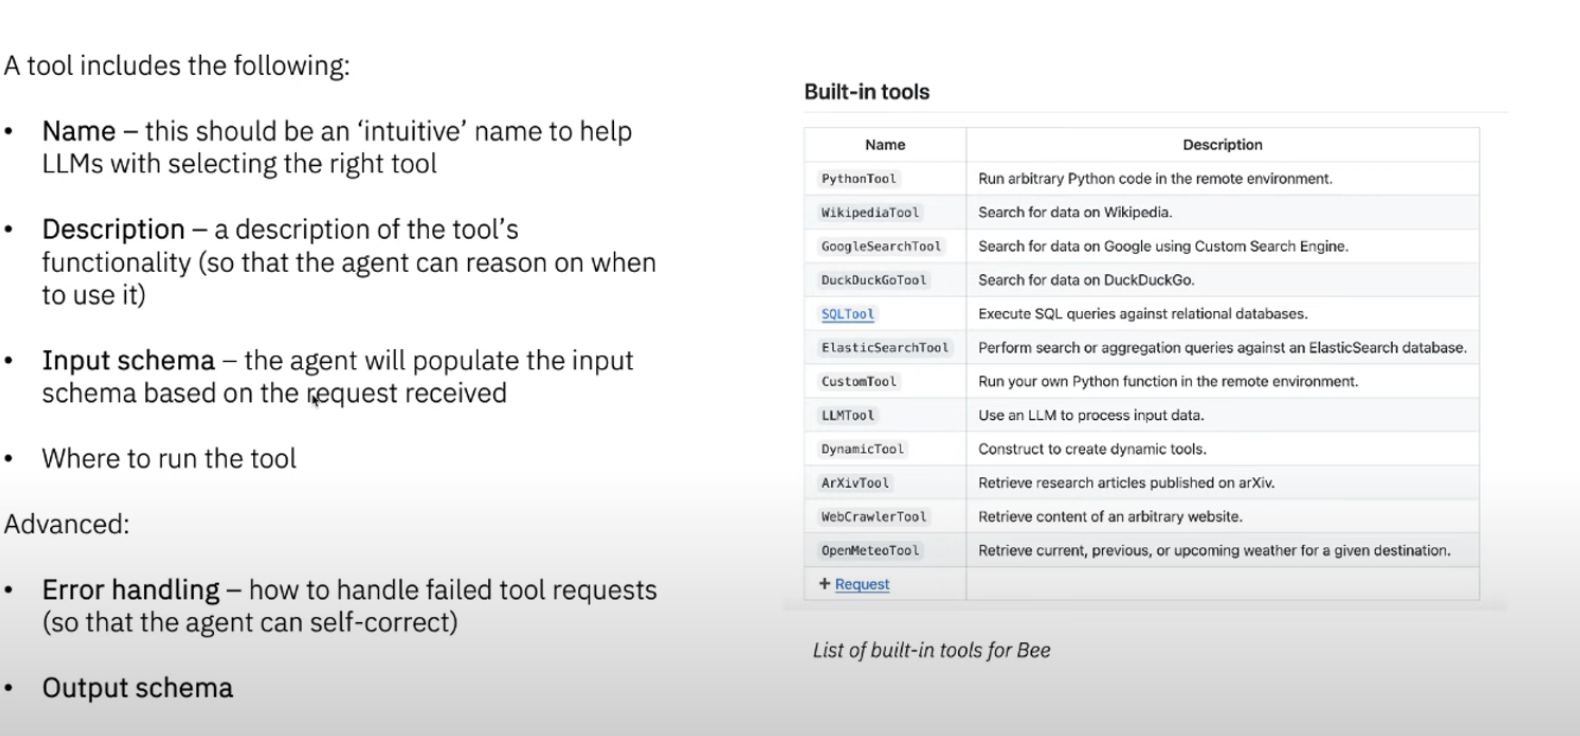 A tool includes the following:
• Name – this should be an ‘intuitive’ name to help
LLMs with selecting the right tool
• Description – a description of the tool’s
functionality (so that the agent can reason on when
to use it)
• Input schema – the agent will populate the input
schema based on the request received
• Where to run the tool
Advanced:
• Error handling – how to handle failed tool requests
(so that the agent can self-correct)
• Output schema
Built-in tools
Name Description
PythonTool Run arbitrary Python code in the remote environment.
WikipediaTool Search for data on Wikipedia.
GoogleSearchTool Search for data on Google using Custom Search Engine.
DuckDuckGoTool Search for data on DuckDuckGo.
SQLTool Execute SQL queries against relational databases.
ElasticSearchTool Perform search or aggregation queries against an ElasticSearch database.
CustomTool Run your own Python function in the remote environment.
LLMTool Use an LLM to process input data.
DynamicTool Construct to create dynamic tools.
ArXivTool Retrieve research articles published on arXiv.
WebCrawlerTool Retrieve content of an arbitrary website.
OpenMeteoTool Retrieve current, previous, or upcoming weather for a given destination.
+ Request
List of built-in tools for Bee